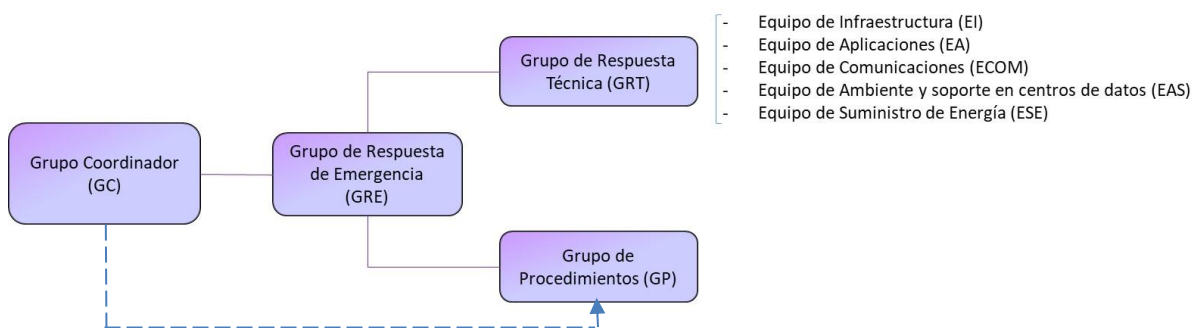 Grupo Coordinador
(GC)
Grupo de Respuesta
de Emergencia
(GRE)
Grupo de Respuesta
Técnica (GRT)
- Equipo de Infraestructura (EI)
- Equipo de Aplicaciones (EA)
- Equipo de Comunicaciones (ECOM)
- Equipo de Ambiente y soporte en centros de datos (EAS)
- Equipo de Suministro de Energía (ESE)
Grupo de
Procedimientos (GP)